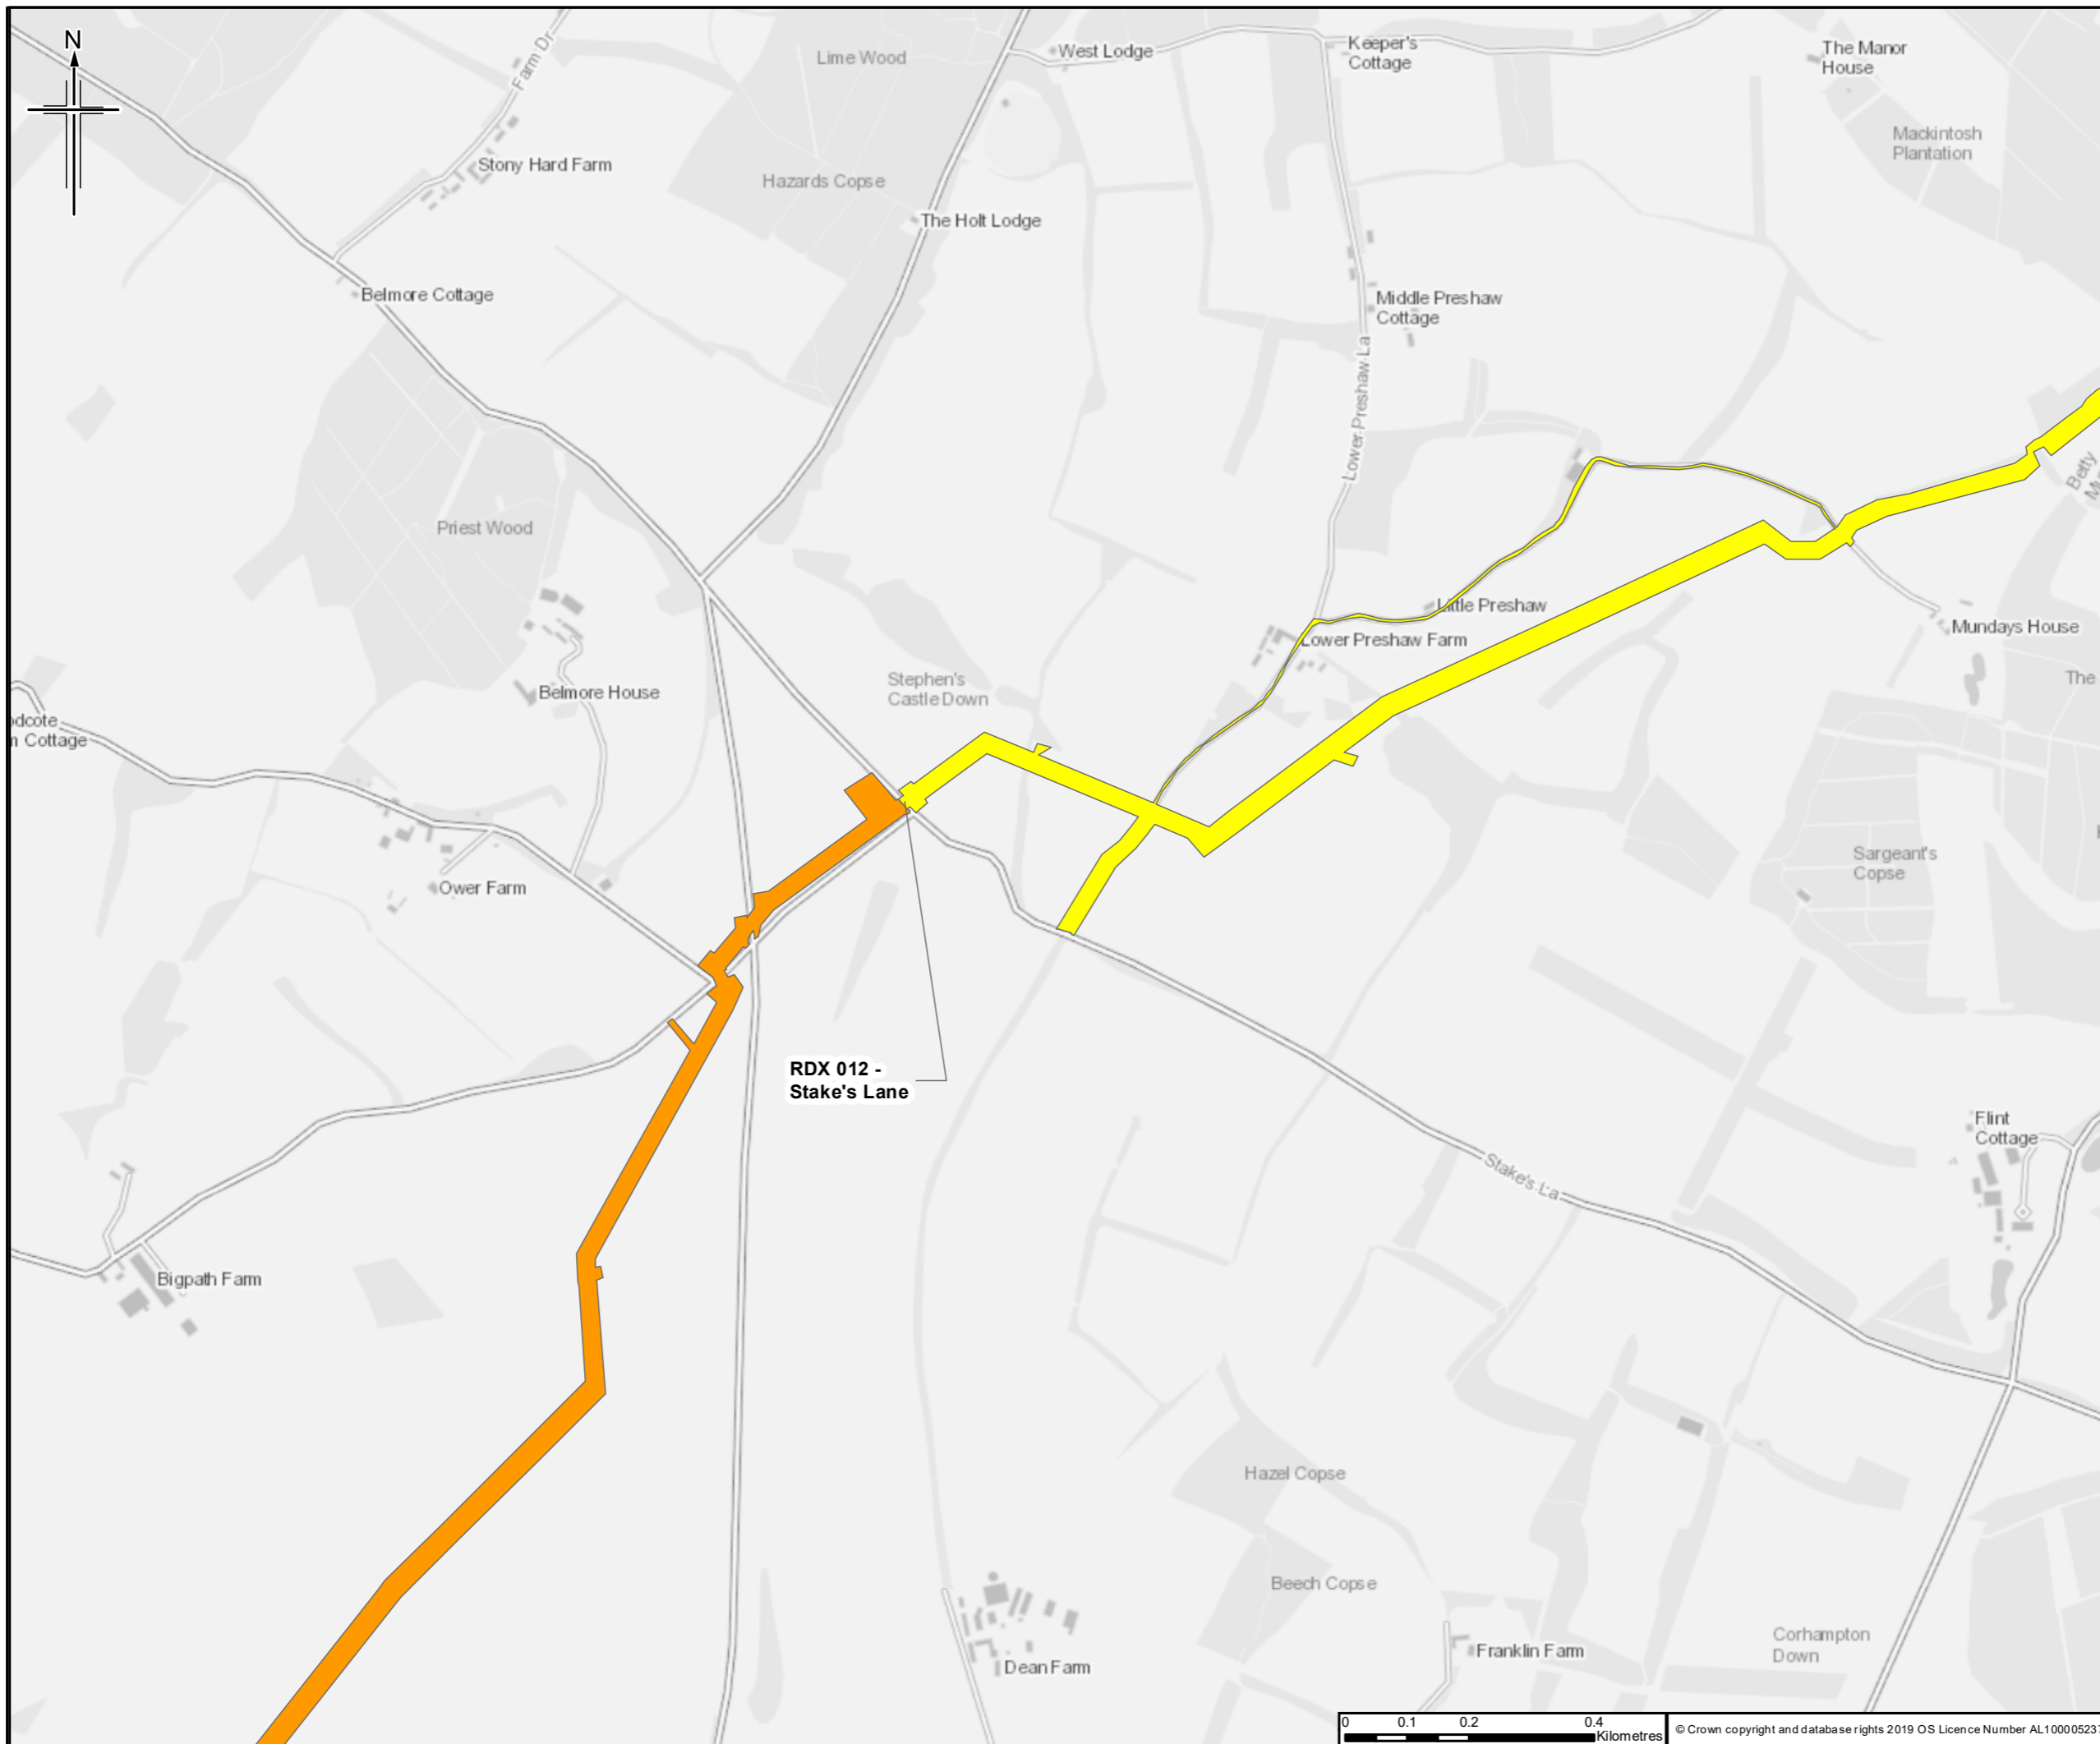 N
Farm Dr
Lime Wood
West Lodge
Keeper's
Cottage
The Manor
House
Mackintosh
Plantation
Stony Hard Farm
Hazards Copse
The Holt Lodge
Belmore Cottage
Middle Preshaw
Cottage
Lower Preshaw La
Betty
Priest Wood
Little Preshaw
Lower Preshaw Farm
Mundays House
Stephen's
Castle Down
Belmore House
The
Cottage
Sargeant's
Copse
Ower Farm
RDX 012 -
Stake's Lane
Flint
Cottage
Stake's La
Bigpath Farm
Hazel Copse
Beech Copse
Corhampton
Down
Franklin Farm
Dean Farm
0 0.1 0.2 0.4
Kilometres
© Crown copyright and database rights 2019 OS Licence Number